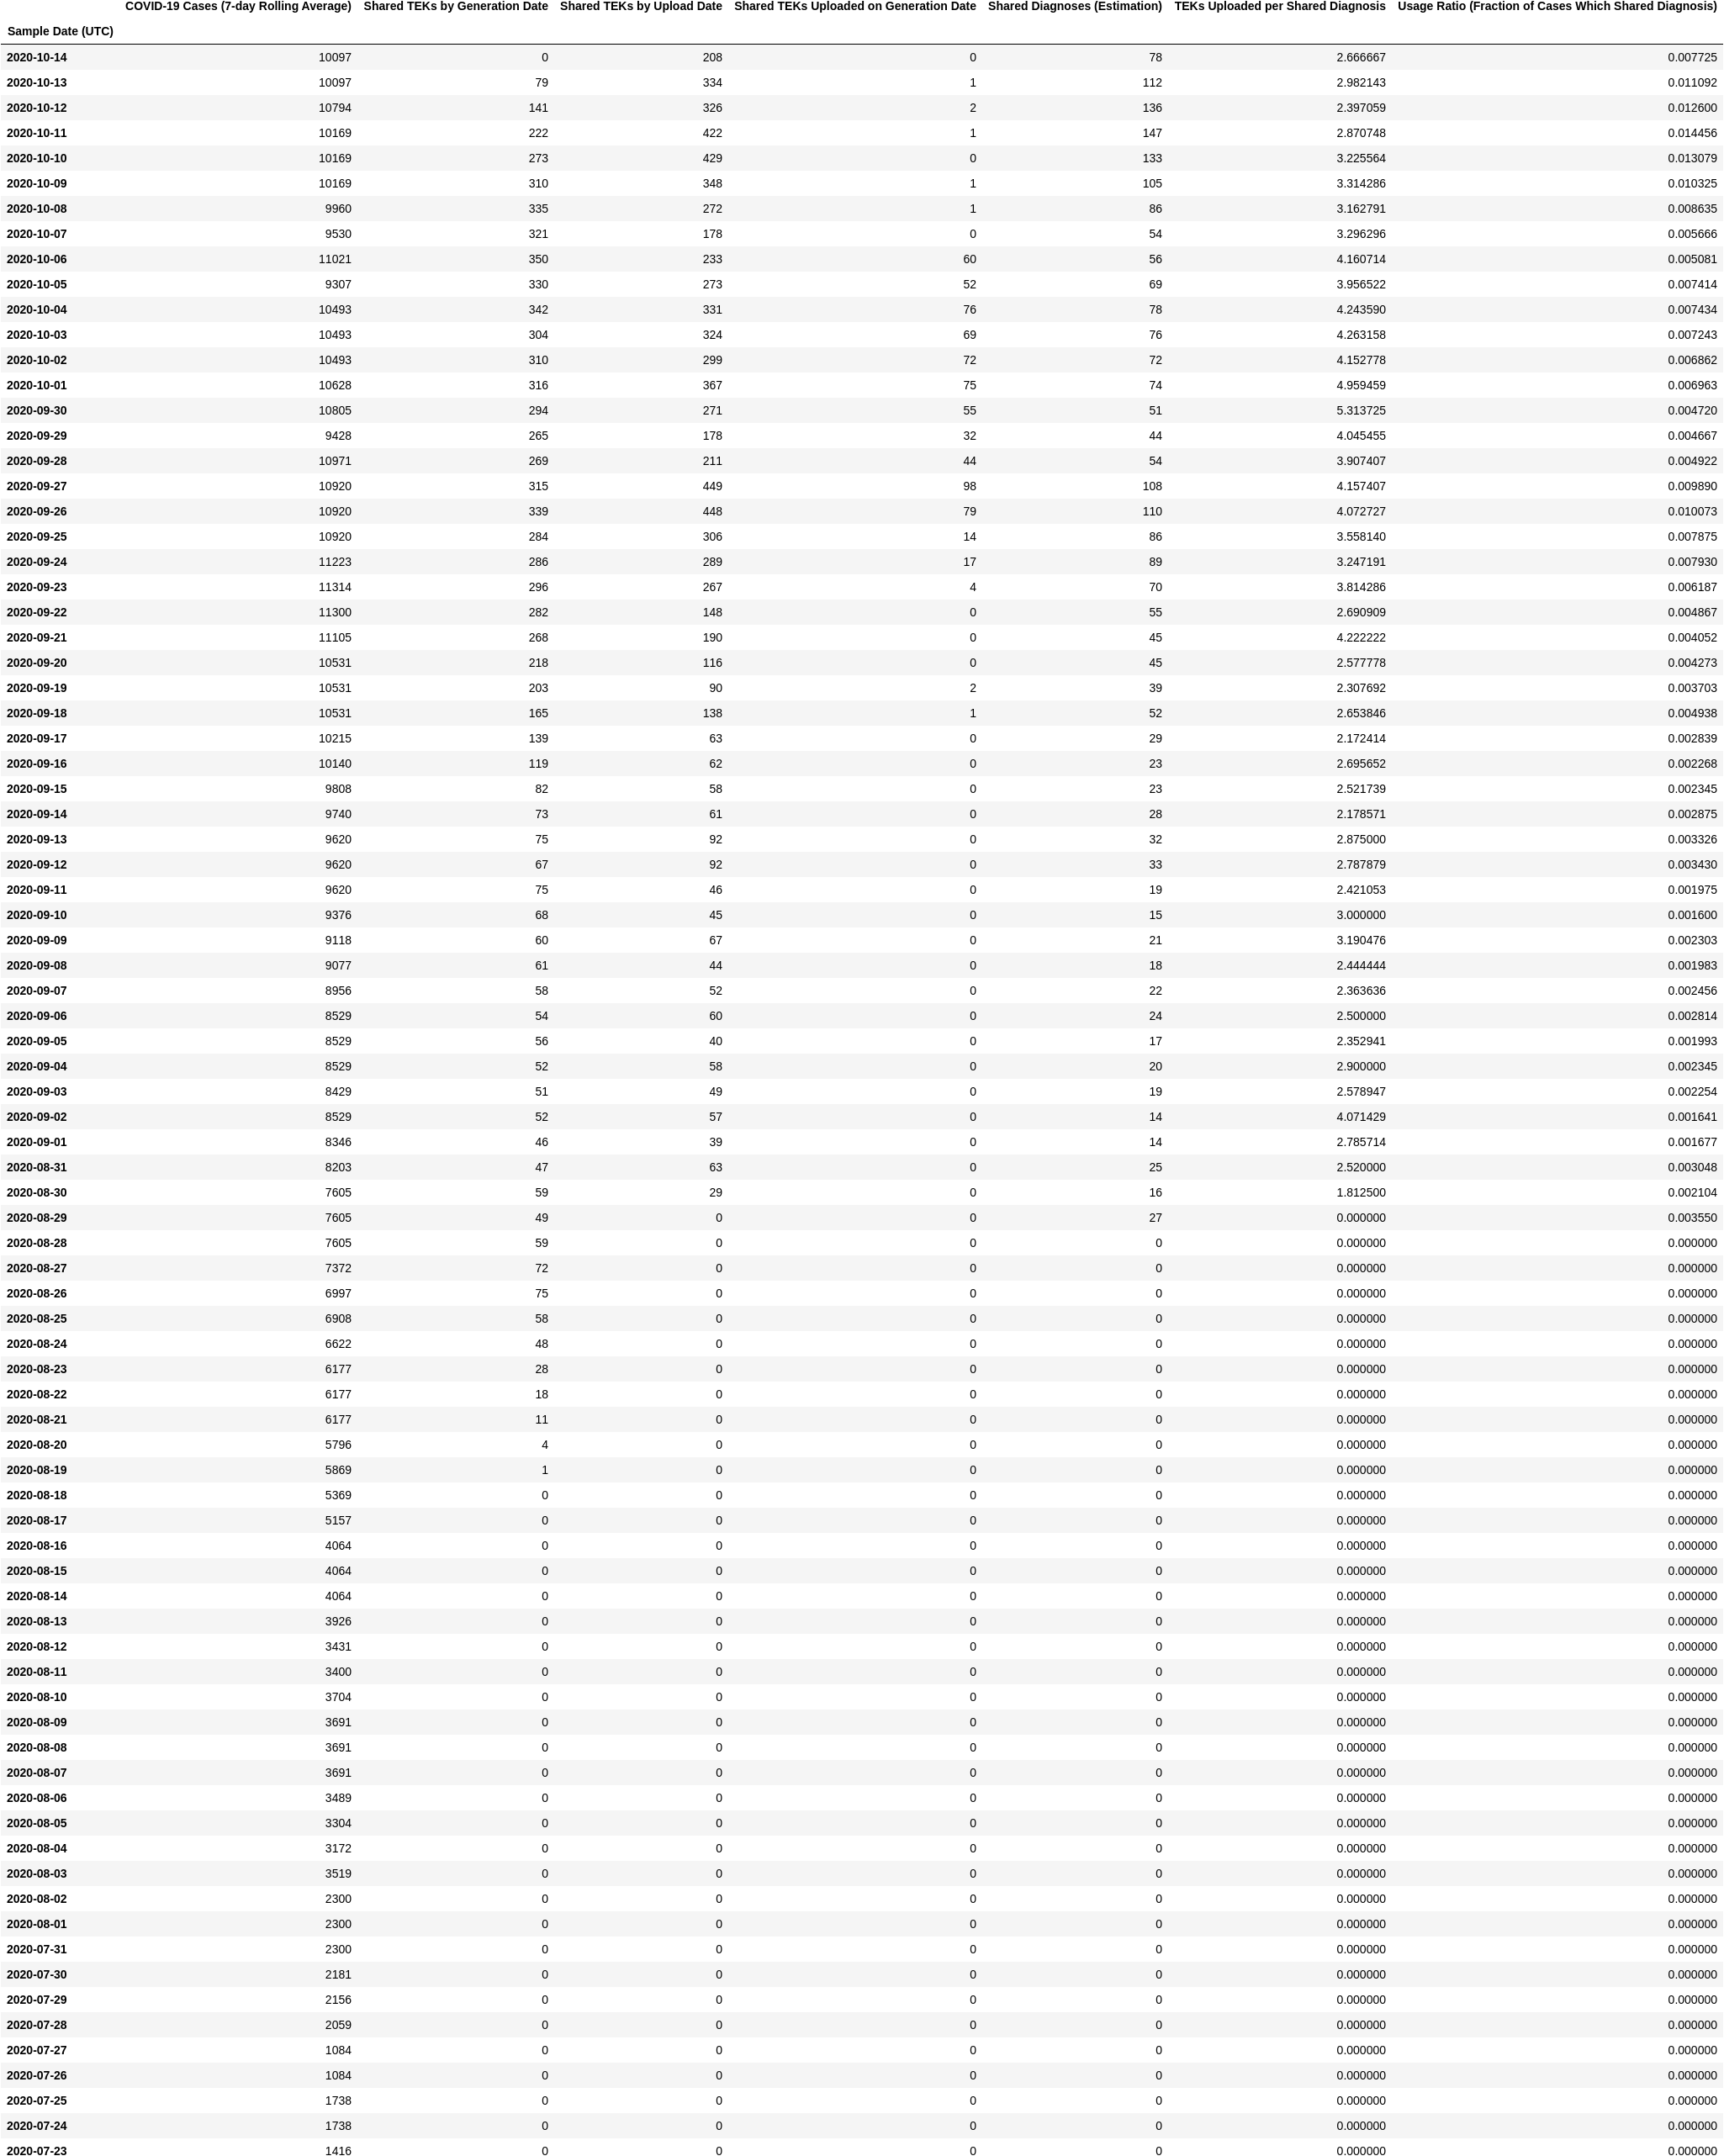 COVID-19 Cases (7-day Rolling Average) Shared TEKs by Generation Date Shared TEKs by Upload Date Shared TEKs Uploaded on Generation Date Shared Diagnoses (Estimation) TEKs Uploaded per Shared Diagnosis Usage Ratio (Fraction of Cases Which Shared Diagnosis)
Sample Date (UTC)
2020-10-14 10097 0 208 0 78 2.666667 0.007725
2020-10-13 10097 79 334 1 112 2.982143 0.011092
2020-10-12 10794 141 326 2 136 2.397059 0.012600
2020-10-11 10169 222 422 1 147 2.870748 0.014456
2020-10-10 10169 273 429 0 133 3.225564 0.013079
2020-10-09 10169 310 348 1 105 3.314286 0.010325
2020-10-08 9960 335 272 1 86 3.162791 0.008635
2020-10-07 9530 321 178 0 54 3.296296 0.005666
2020-10-06 11021 350 233 60 56 4.160714 0.005081
2020-10-05 9307 330 273 52 69 3.956522 0.007414
2020-10-04 10493 342 331 76 78 4.243590 0.007434
2020-10-03 10493 304 324 69 76 4.263158 0.007243
2020-10-02 10493 310 299 72 72 4.152778 0.006862
2020-10-01 10628 316 367 75 74 4.959459 0.006963
2020-09-30 10805 294 271 55 51 5.313725 0.004720
2020-09-29 9428 265 178 32 44 4.045455 0.004667
2020-09-28 10971 269 211 44 54 3.907407 0.004922
2020-09-27 10920 315 449 98 108 4.157407 0.009890
2020-09-26 10920 339 448 79 110 4.072727 0.010073
2020-09-25 10920 284 306 14 86 3.558140 0.007875
2020-09-24 11223 286 289 17 89 3.247191 0.007930
2020-09-23 11314 296 267 4 70 3.814286 0.006187
2020-09-22 11300 282 148 0 55 2.690909 0.004867
2020-09-21 11105 268 190 0 45 4.222222 0.004052
2020-09-20 10531 218 116 0 45 2.577778 0.004273
2020-09-19 10531 203 90 2 39 2.307692 0.003703
2020-09-18 10531 165 138 1 52 2.653846 0.004938
2020-09-17 10215 139 63 0 29 2.172414 0.002839
2020-09-16 10140 119 62 0 23 2.695652 0.002268
2020-09-15 9808 82 58 0 23 2.521739 0.002345
2020-09-14 9740 73 61 0 28 2.178571 0.002875
2020-09-13 9620 75 92 0 32 2.875000 0.003326
2020-09-12 9620 67 92 0 33 2.787879 0.003430
2020-09-11 9620 75 46 0 19 2.421053 0.001975
2020-09-10 9376 68 45 0 15 3.000000 0.001600
2020-09-09 9118 60 67 0 21 3.190476 0.002303
2020-09-08 9077 61 44 0 18 2.444444 0.001983
2020-09-07 8956 58 52 0 22 2.363636 0.002456
2020-09-06 8529 54 60 0 24 2.500000 0.002814
2020-09-05 8529 56 40 0 17 2.352941 0.001993
2020-09-04 8529 52 58 0 20 2.900000 0.002345
2020-09-03 8429 51 49 0 19 2.578947 0.002254
2020-09-02 8529 52 57 0 14 4.071429 0.001641
2020-09-01 8346 46 39 0 14 2.785714 0.001677
2020-08-31 8203 47 63 0 25 2.520000 0.003048
2020-08-30 7605 59 29 0 16 1.812500 0.002104
2020-08-29 7605 49 0 0 27 0.000000 0.003550
2020-08-28 7605 59 0 0 0 0.000000 0.000000
2020-08-27 7372 72 0 0 0 0.000000 0.000000
2020-08-26 6997 75 0 0 0 0.000000 0.000000
2020-08-25 6908 58 0 0 0 0.000000 0.000000
2020-08-24 6622 48 0 0 0 0.000000 0.000000
2020-08-23 6177 28 0 0 0 0.000000 0.000000
2020-08-22 6177 18 0 0 0 0.000000 0.000000
2020-08-21 6177 11 0 0 0 0.000000 0.000000
2020-08-20 5796 4 0 0 0 0.000000 0.000000
2020-08-19 5869 1 0 0 0 0.000000 0.000000
2020-08-18 5369 0 0 0 0 0.000000 0.000000
2020-08-17 5157 0 0 0 0 0.000000 0.000000
2020-08-16 4064 0 0 0 0 0.000000 0.000000
2020-08-15 4064 0 0 0 0 0.000000 0.000000
2020-08-14 4064 0 0 0 0 0.000000 0.000000
2020-08-13 3926 0 0 0 0 0.000000 0.000000
2020-08-12 3431 0 0 0 0 0.000000 0.000000
2020-08-11 3400 0 0 0 0 0.000000 0.000000
2020-08-10 3704 0 0 0 0 0.000000 0.000000
2020-08-09 3691 0 0 0 0 0.000000 0.000000
2020-08-08 3691 0 0 0 0 0.000000 0.000000
2020-08-07 3691 0 0 0 0 0.000000 0.000000
2020-08-06 3489 0 0 0 0 0.000000 0.000000
2020-08-05 3304 0 0 0 0 0.000000 0.000000
2020-08-04 3172 0 0 0 0 0.000000 0.000000
2020-08-03 3519 0 0 0 0 0.000000 0.000000
2020-08-02 2300 0 0 0 0 0.000000 0.000000
2020-08-01 2300 0 0 0 0 0.000000 0.000000
2020-07-31 2300 0 0 0 0 0.000000 0.000000
2020-07-30 2181 0 0 0 0 0.000000 0.000000
2020-07-29 2156 0 0 0 0 0.000000 0.000000
2020-07-28 2059 0 0 0 0 0.000000 0.000000
2020-07-27 1084 0 0 0 0 0.000000 0.000000
2020-07-26 1084 0 0 0 0 0.000000 0.000000
2020-07-25 1738 0 0 0 0 0.000000 0.000000
2020-07-24 1738 0 0 0 0 0.000000 0.000000
2020-07-23 1416 0 0 0 0 0.000000 0.000000